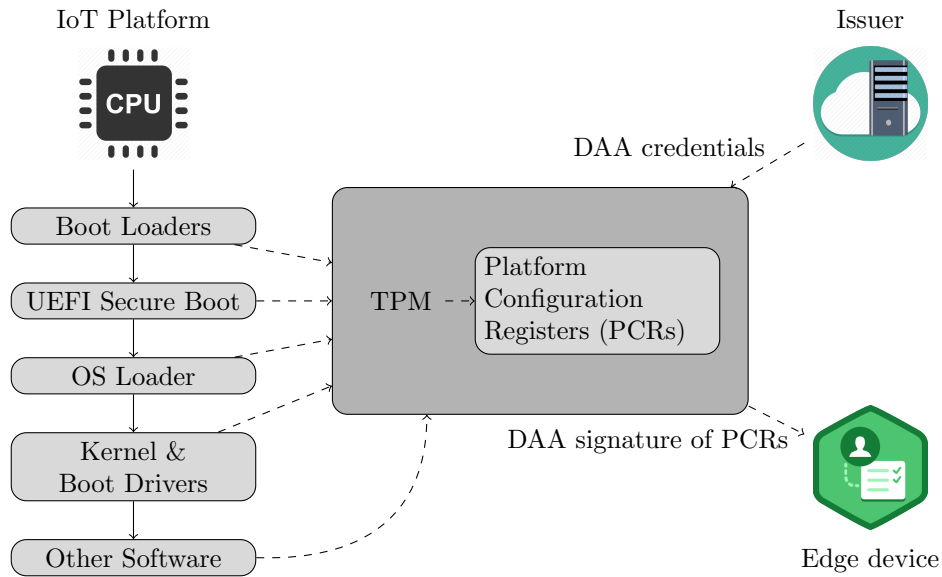 IoT Platform
CPU
Boot Loaders
UEFI Secure Boot
OS Loader
Kernel &
Boot Drivers
Other Software
TPM
Platform
Configuration
Registers (PCRs)
Issuer
DAA credentials
DAA signature of PCRs
Edge device